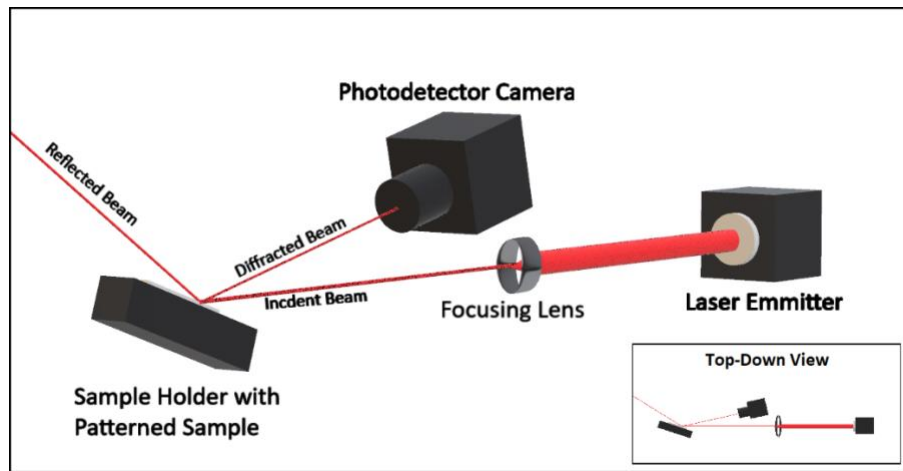 Photodetector Camera
Reflected Beam
Diffracted Beam
Incdent Beam
Focusing Lens
Laser Emmitter
Sample Holder with
Patterned Sample
Top-Down View